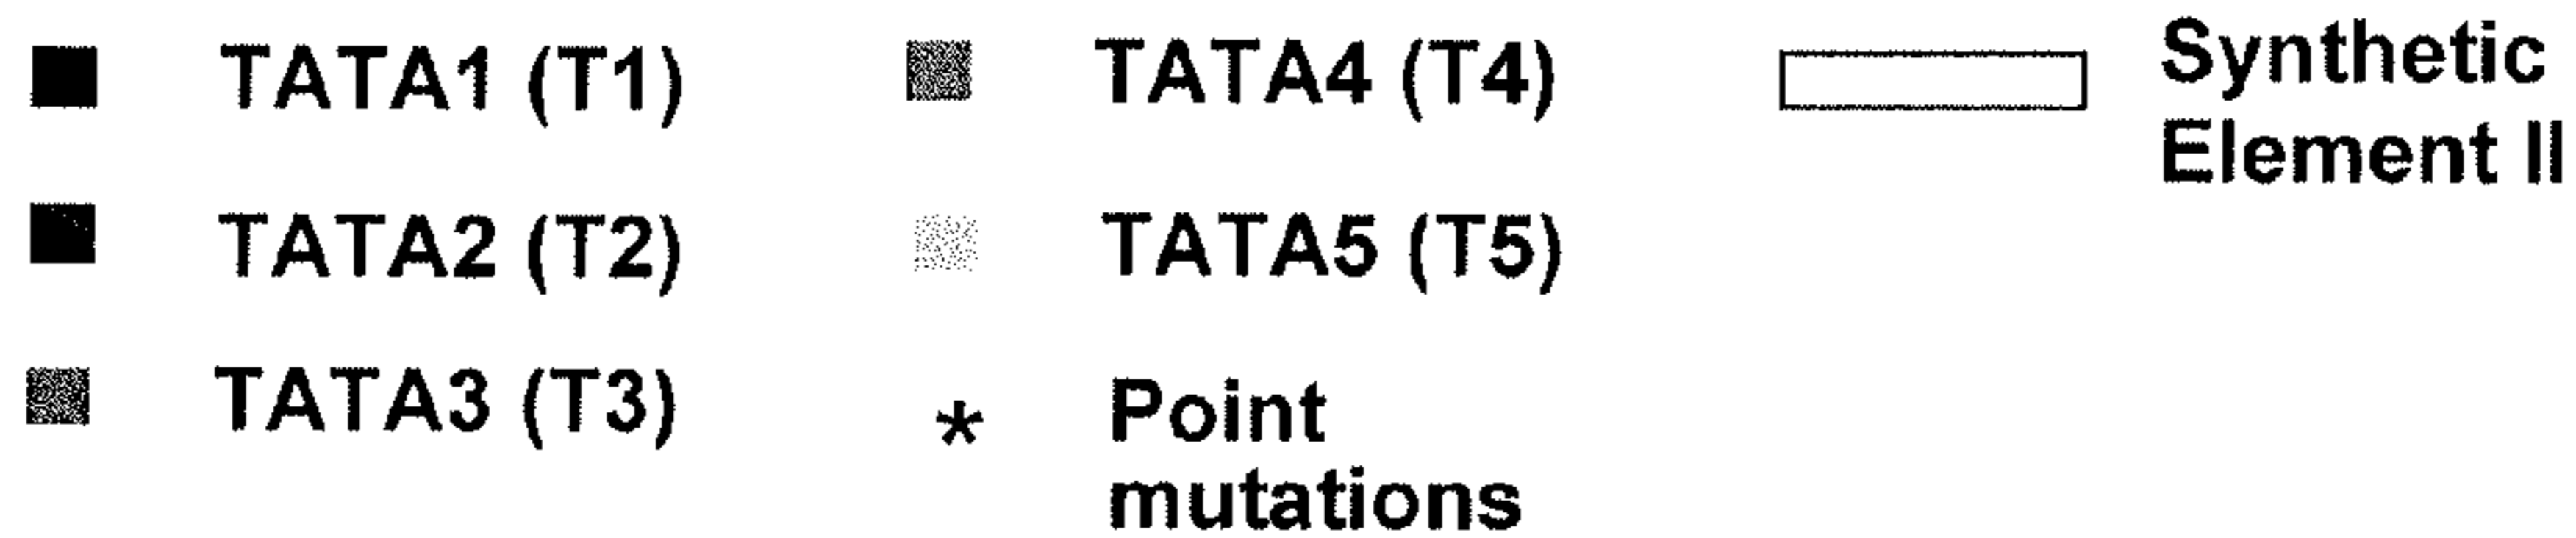 TATA1 (T1)
TATA2 (T2)
TATA3 (T3)
TATA4 (T4)
TATA5 (T5)
* Point
mutations
Synthetic
Element II